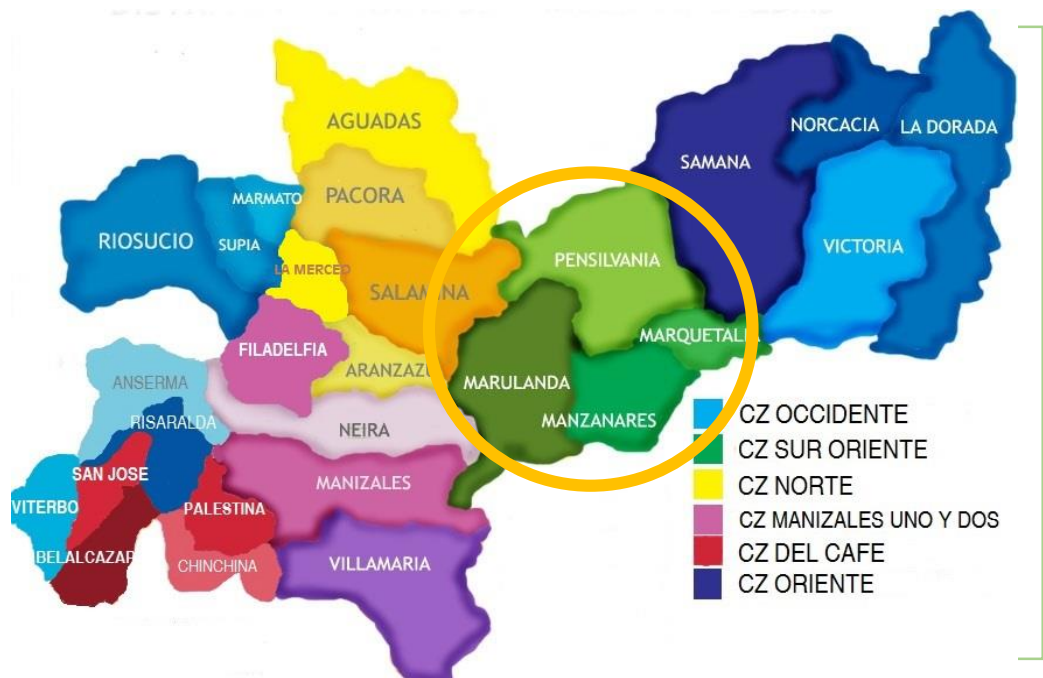 AGUADAS
NORCACIA
LA DORADA
SAMANA
MARMATO
PACORA
RIOSUCIO
SUPIA
VICTORIA
PENSILVANIA
LA MERCED
SALAMINA
MARQUETALIA
FILADELFIA
ARANZAZU
ANSERMA
MARULANDA
RISARALDA
NEIRA
MANZANARES
SAN JOSE
MANIZALES
VITERBO
PALESTINA
BELALCAZAR
CHINCHINA
VILLAMARIA
CZ OCCIDENTE
CZ SUR ORIENTE
CZ NORTE
CZ MANIZALES UNO Y DOS
CZ DEL CAFE
CZ ORIENTE